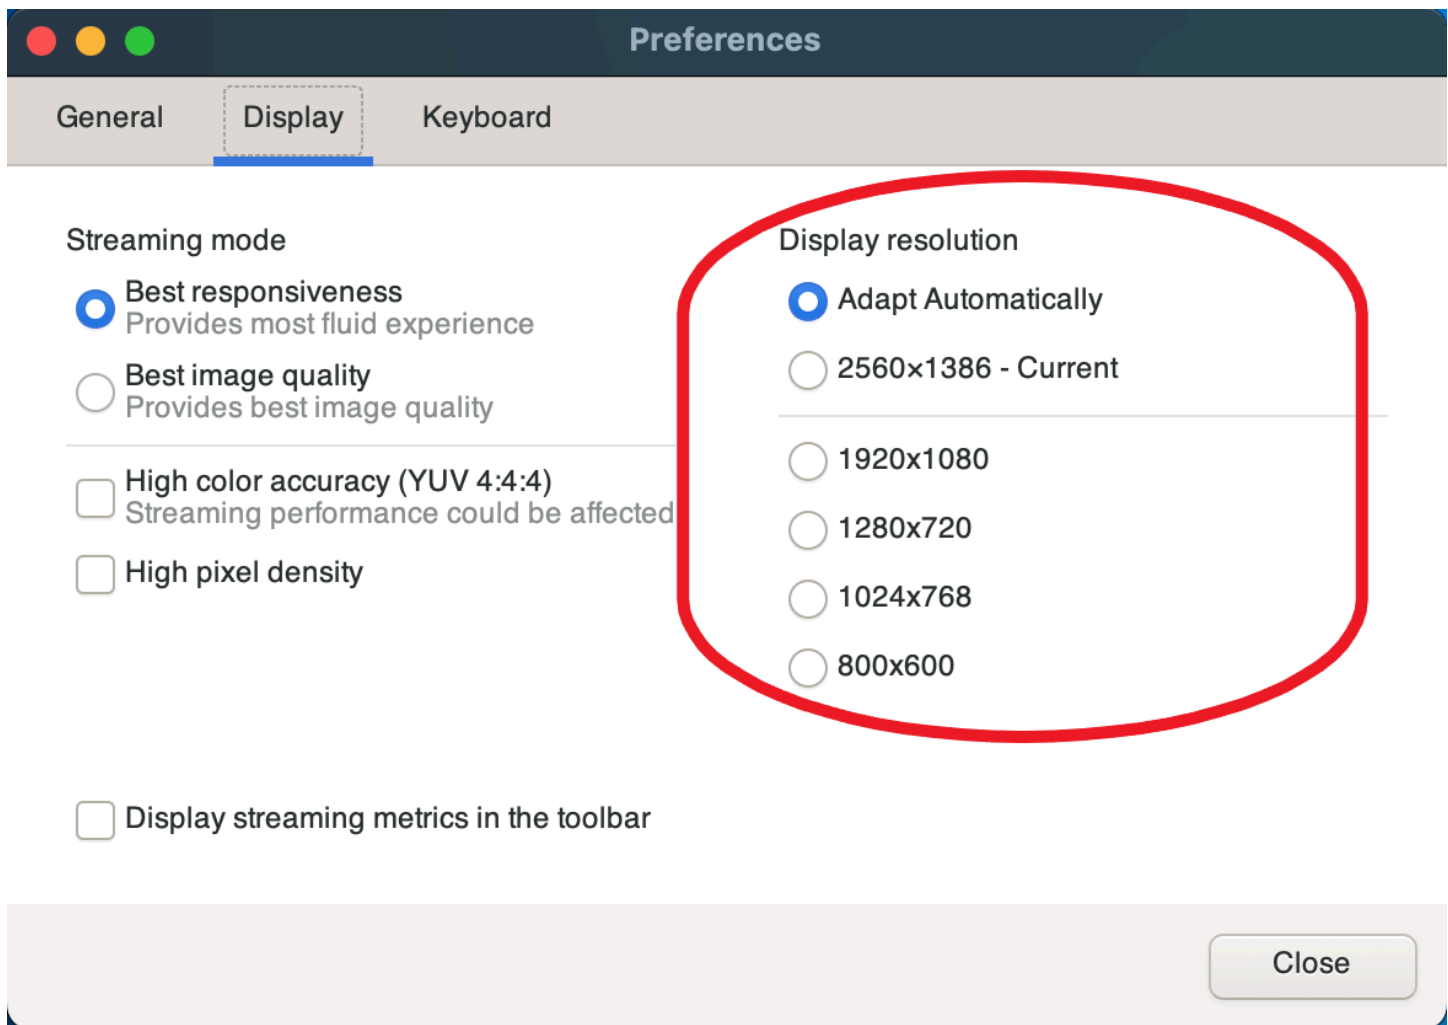 Preferences
General
Display
Keyboard
Streaming mode
Best responsiveness
Provides most fluid experience
Best image quality
Provides best image quality
High color accuracy (YUV 4:4:4)
Streaming performance could be affected
High pixel density
Display resolution
Adapt Automatically
2560×1386 - Current
1920x1080
1280x720
1024x768
800x600
Display streaming metrics in the toolbar
Close